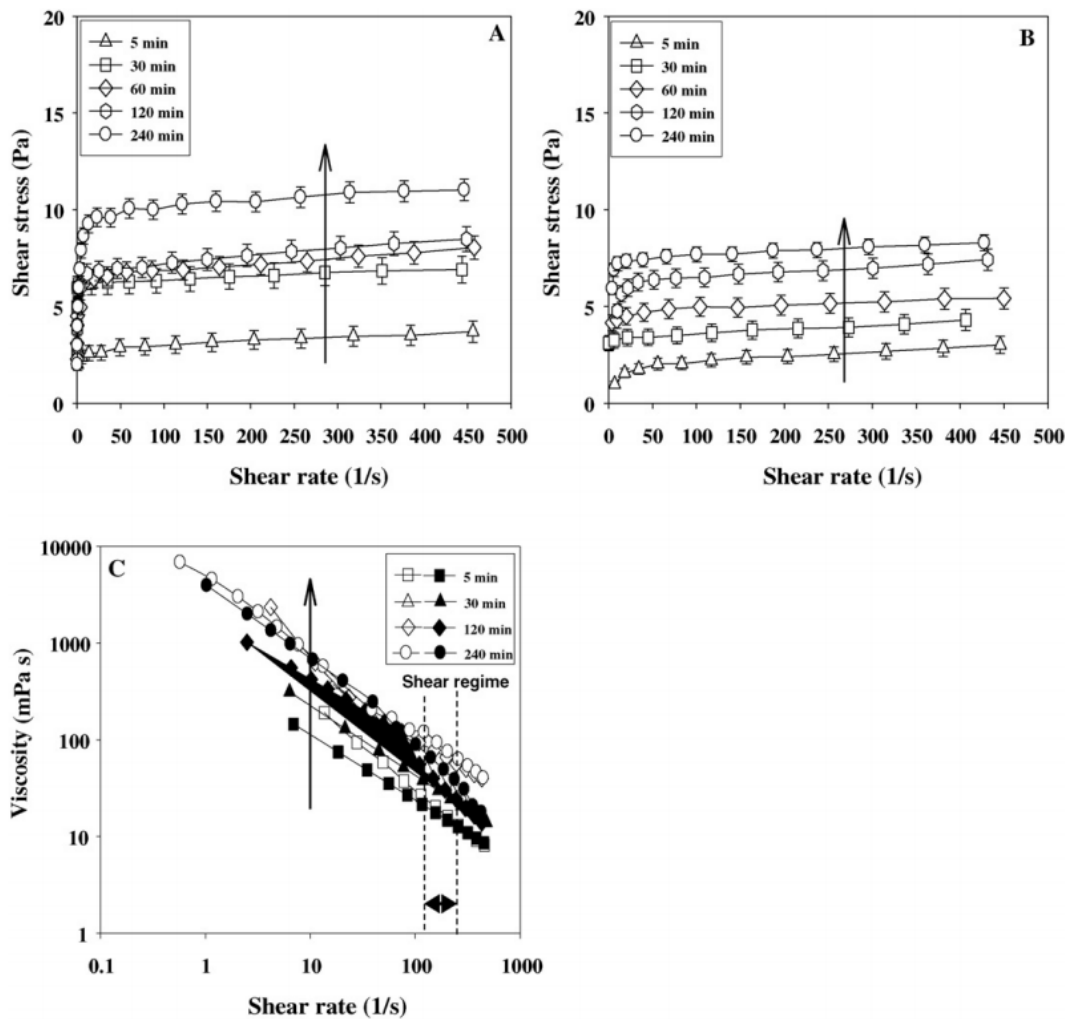 A
20
15
10
5
0
Shear stress (Pa)
5 min
30 min
60 min
120 min
240 min
0 50 100 150 200 250 300 350 400 450 500
Shear rate (1/s)
B
20
15
10
5
0
Shear stress (Pa)
5 min
30 min
60 min
120 min
240 min
0 50 100 150 200 250 300 350 400 450 500
Shear rate (1/s)
C
10000
1000
100
10
1
Viscosity (mPa s)
5 min
30 min
120 min
240 min
Shear regime
0.1 1 10 100 1000
Shear rate (1/s)